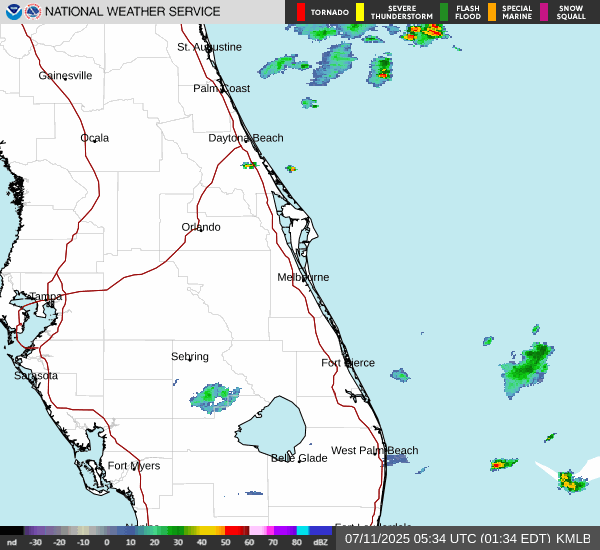 NATIONAL WEATHER SERVICE
TORNADO
SEVERE THUNDERSTORM
FLASH FLOOD
SPECIAL MARINE
SNOW SQUALL
St. Augustine
Gainesville
Palm Coast
Ocala
Daytona Beach
Orlando
Melbourne
Tampa
Sebring
Fort Pierce
Sarasota
West Palm Beach
Belle Glade
Fort Myers
nd -30 -20 -10 0 10 20 30 40 50 60 70 80 dBZ
07/11/2025 05:34 UTC (01:34 EDT) KMLB